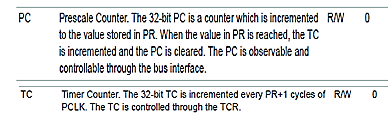 PC Prescale Counter. The 32-bit PC is a counter which is incremented R/W 0
to the value stored in PR. When the value in PR is reached, the TC
is incremented and the PC is cleared. The PC is observable and
controllable through the bus interface.
TC Timer Counter. The 32-bit TC is incremented every PR+1 cycles of R/W 0
PCLK. The TC is controlled through the TCR.